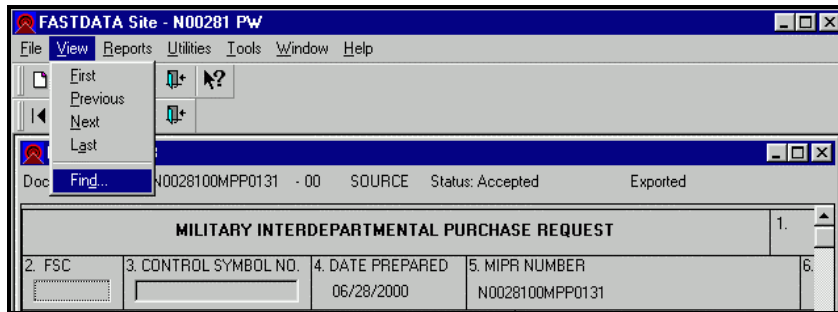 FASTDATA Site - N00281 PW
File View Reports Utilities Tools Window Help
First
Previous
Next
Last
Find...
Doc N0028100MPP0131 - 00 SOURCE Status: Accepted Exported
MILITARY INTERDEPARTMENTAL PURCHASE REQUEST 1.
2. FSC 3. CONTROL SYMBOL NO. 4. DATE PREPARED 5. MIPR NUMBER 6.
06/28/2000 N0028100MPP0131